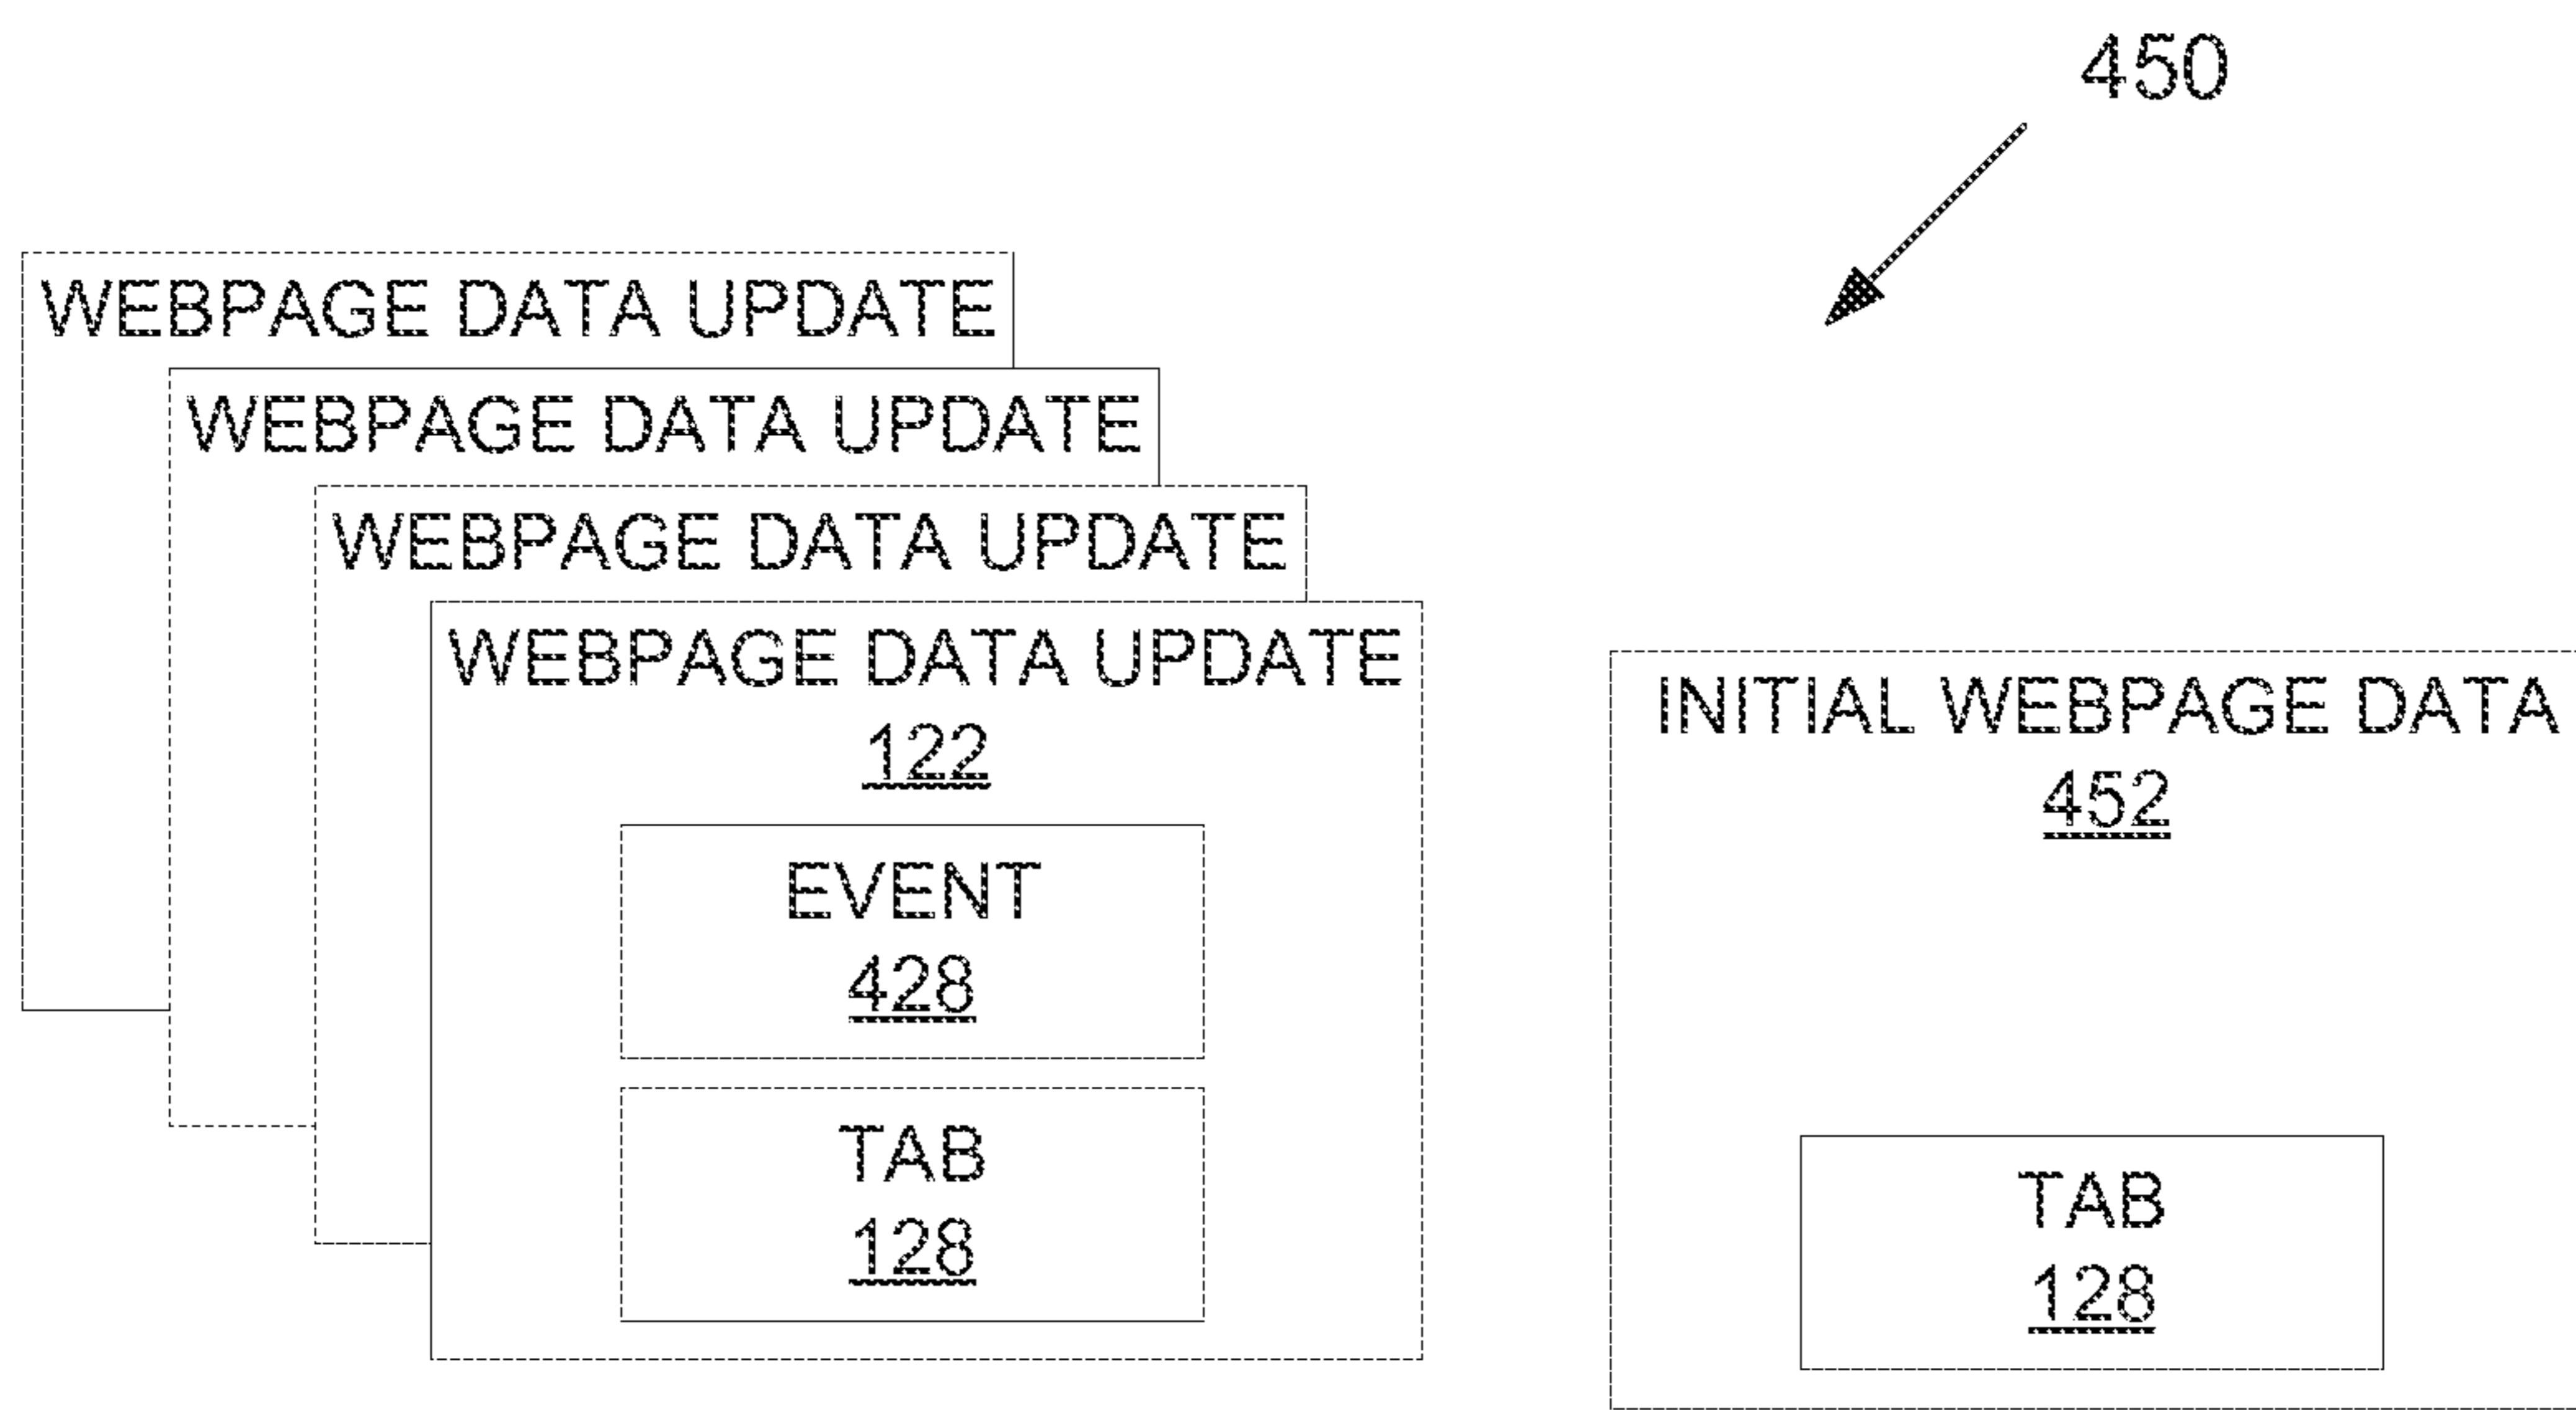 450
WEBPAGE DATA UPDATE
WEBPAGE DATA UPDATE
WEBPAGE DATA UPDATE
WEBPAGE DATA UPDATE
122
EVENT
428
TAB
128
INITIAL WEBPAGE DATA
452
TAB
128